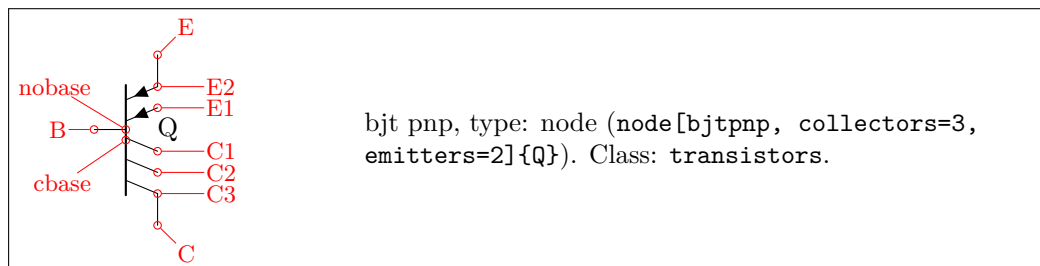 E
nobase
E2
E1
B
Q
C1
cbase
C2
C3
C
bjt pnp, type: node (node[bjtpnp, collectors=3,
emitters=2]{Q}). Class: transistors.